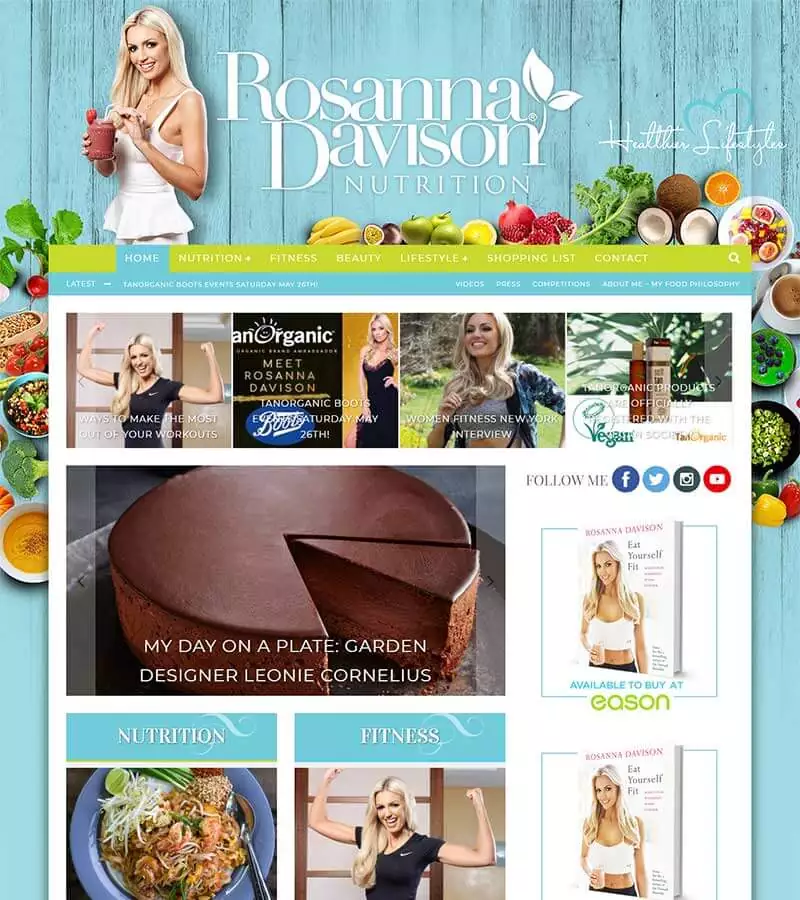 Rosanna
Davison®
NUTRITION
Healthier Lifestyles
HOME
NUTRITION +
FITNESS
BEAUTY
LIFESTYLE +
SHOPPING LIST
CONTACT
LATEST
TANORGANIC BOOTS EVENTS SATURDAY MAY 26TH!
VIDEOS
PRESS
COMPETITIONS
ABOUT ME – MY FOOD PHILOSOPHY
WAYS TO MAKE THE MOST
OUT OF YOUR WORKOUTS
anOrganic
ORGANIC BRAND AMBASSADOR
MEET
ROSANNA
DAVISON
TANORGANIC BOOTS
EVENTS SATURDAY MAY
26TH!
Boots
WOMEN FITNESS NEW YORK
INTERVIEW
TANORGANIC PRODUCTS
ARE OFFICIALLY
REGISTERED WITH THE
VEGAN SOCIETY
Vegan
TanOrganic
MY DAY ON A PLATE: GARDEN
DESIGNER LEONIE CORNELIUS
FOLLOW ME
ROSANNA DAVISON
Eat
Yourself
Fit
AVAILABLE TO BUY AT
eason
NUTRITION
FITNESS
ROSANNA DAVISON
Eat
Yourself
Fit